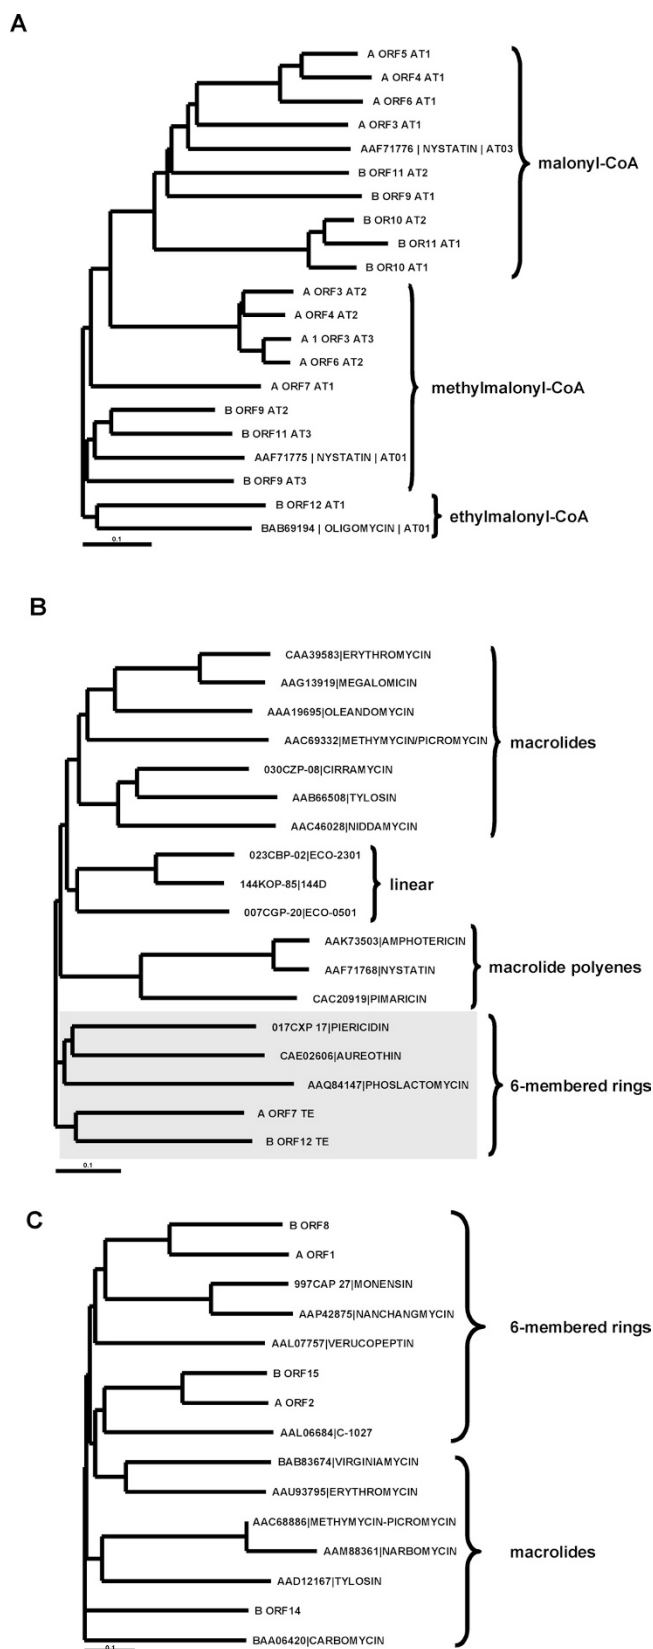 A
A ORF5 AT1
A ORF4 AT1
A ORF6 AT1
A ORF3 AT1
AAF71776 | NYSTATIN | AT03
B ORF11 AT2
B ORF9 AT1
B OR10 AT2
B OR11 AT1
B OR10 AT1
malonyl-CoA
A ORF3 AT2
A ORF4 AT2
A 1 ORF3 AT3
A ORF6 AT2
A ORF7 AT1
B ORF9 AT2
B ORF11 AT3
AAF71775 | NYSTATIN | AT01
B ORF9 AT3
methylmalonyl-CoA
B ORF12 AT1
BAB69194 | OLIGOMYCIN | AT01
ethylmalonyl-CoA
0.1
B
CAA39583|ERYTHROMYCIN
AAG13919|MEGALOMICIN
AAA19695|OLEANDOMYCIN
AAC69332|METHYMYCIN/PICROMYCIN
030CZP-08|CIRRAMYCIN
AAB66508|TYLOSIN
AAC46028|NIDDAMYCIN
macrolides
023CBP-02|ECO-2301
144KOP-85|144D
007CGP-20|ECO-0501
linear
AAK73503|AMPHOTERICIN
AAF71768|NYSTATIN
CAC20919|PIMARICIN
macrolide polyenes
017CXP 17|PIERICIDIN
CAE02606|AUREOTHIN
AAQ84147|PHOSLACTOMYCIN
A ORF7 TE
B ORF12 TE
6-membered rings
0.1
C
B ORF8
A ORF1
997CAP 27|MONENSIN
AAP42875|NANCHANGMYCIN
AAL07757|VERUCOPEPTIN
B ORF15
A ORF2
AAL06684|C-1027
6-membered rings
BAB83674|VIRGINIAMYCIN
AAU93795|ERYTHROMYCIN
AAC68886|METHYMYCIN-PICROMYCIN
AAM88361|NARBOMYCIN
AAD12167|TYLOSIN
B ORF14
BAA06420|CARBOMYCIN
macrolides
0.1